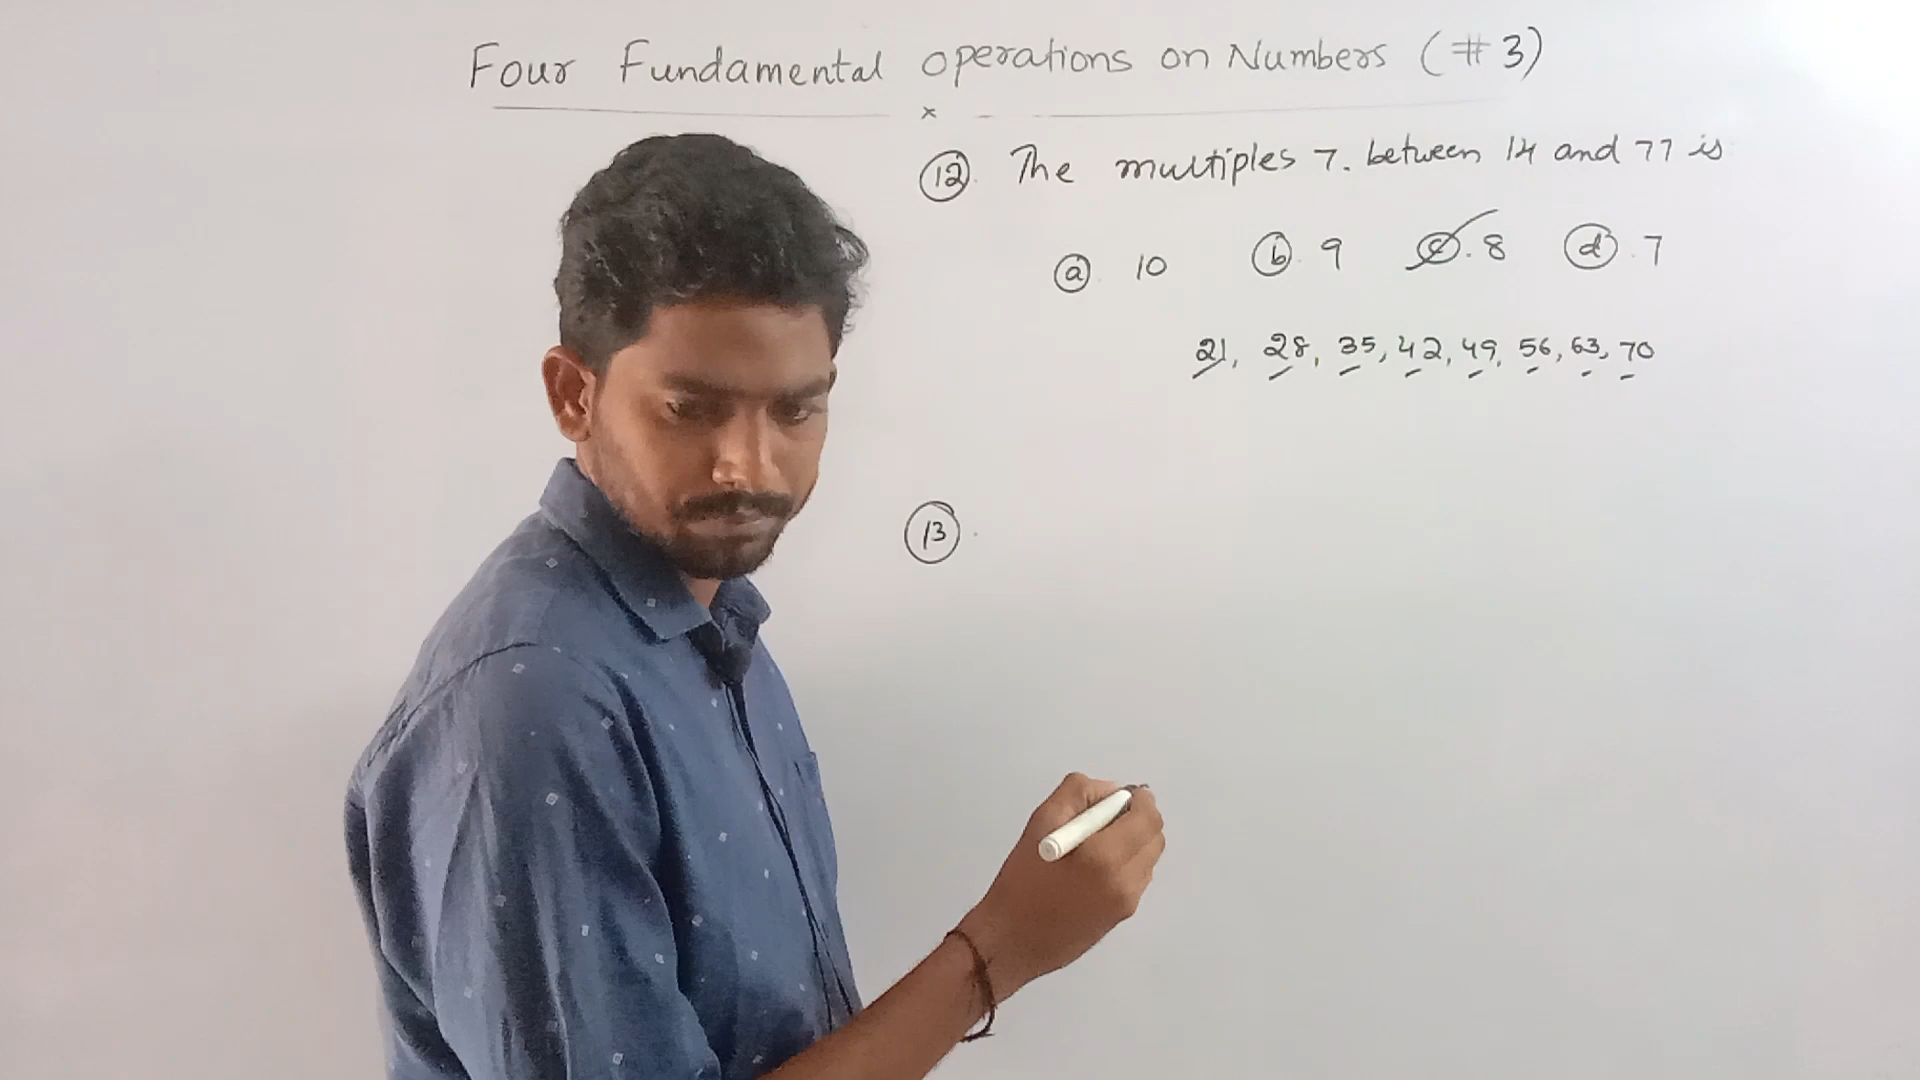 Four Fundamental operations on Numbers (#3)
x
12. The multiples 7. between 14 and 77 is
a. 10 b. 9 c. 8 d. 7
21, 28, 35, 42, 49, 56, 63, 70
13.